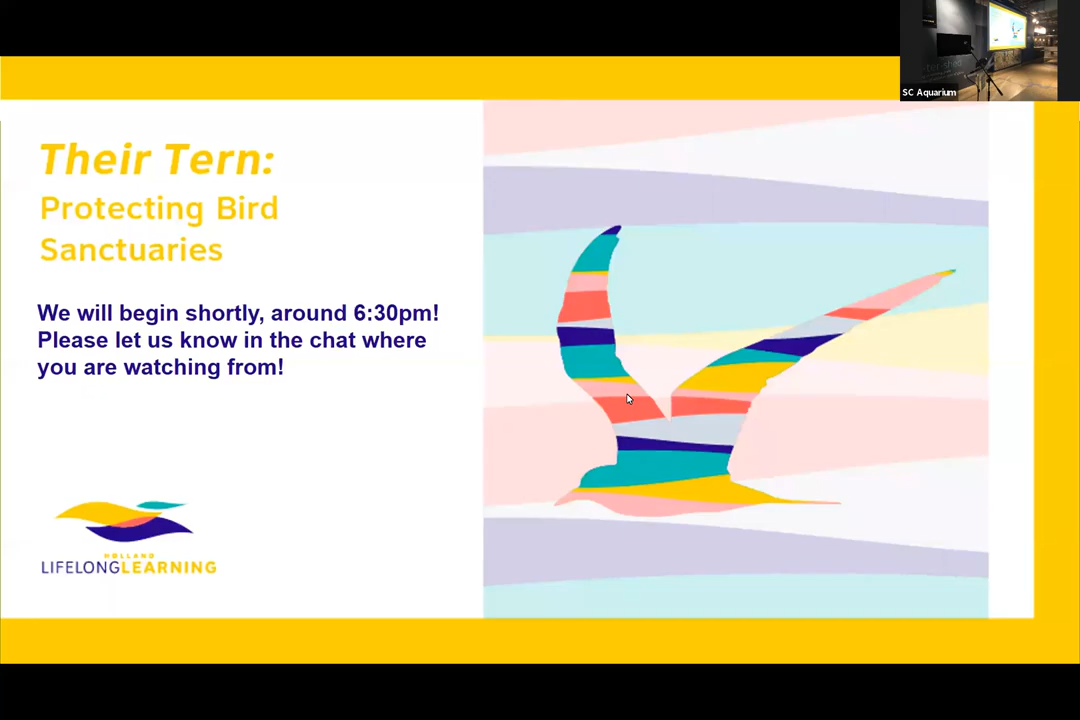 SC Aquarium
Their Tern:
Protecting Bird
Sanctuaries
We will begin shortly, around 6:30pm!
Please let us know in the chat where
you are watching from!
HOLLAND
LIFELONGLEARNING